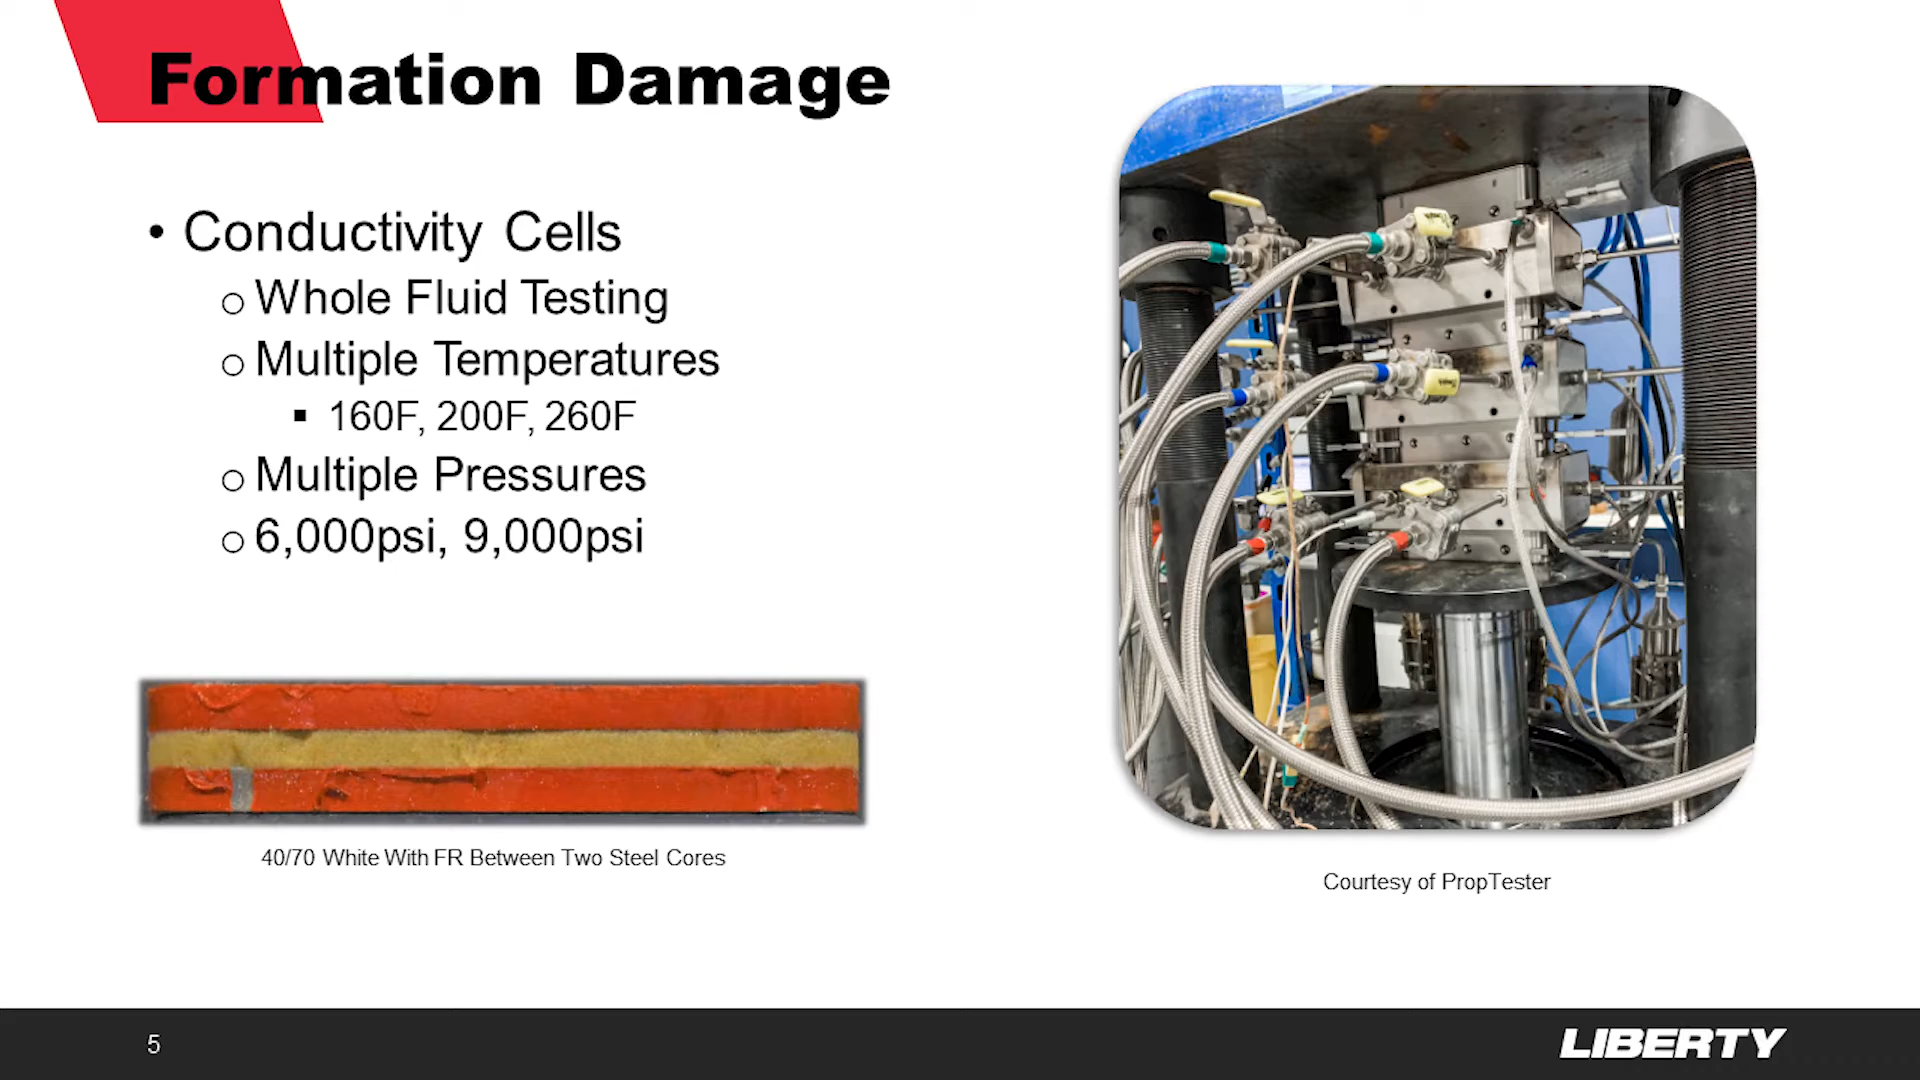 Formation Damage
• Conductivity Cells
o Whole Fluid Testing
o Multiple Temperatures
▪ 160F, 200F, 260F
o Multiple Pressures
o 6,000psi, 9,000psi
40/70 White With FR Between Two Steel Cores
Courtesy of PropTester
5
LIBERTY